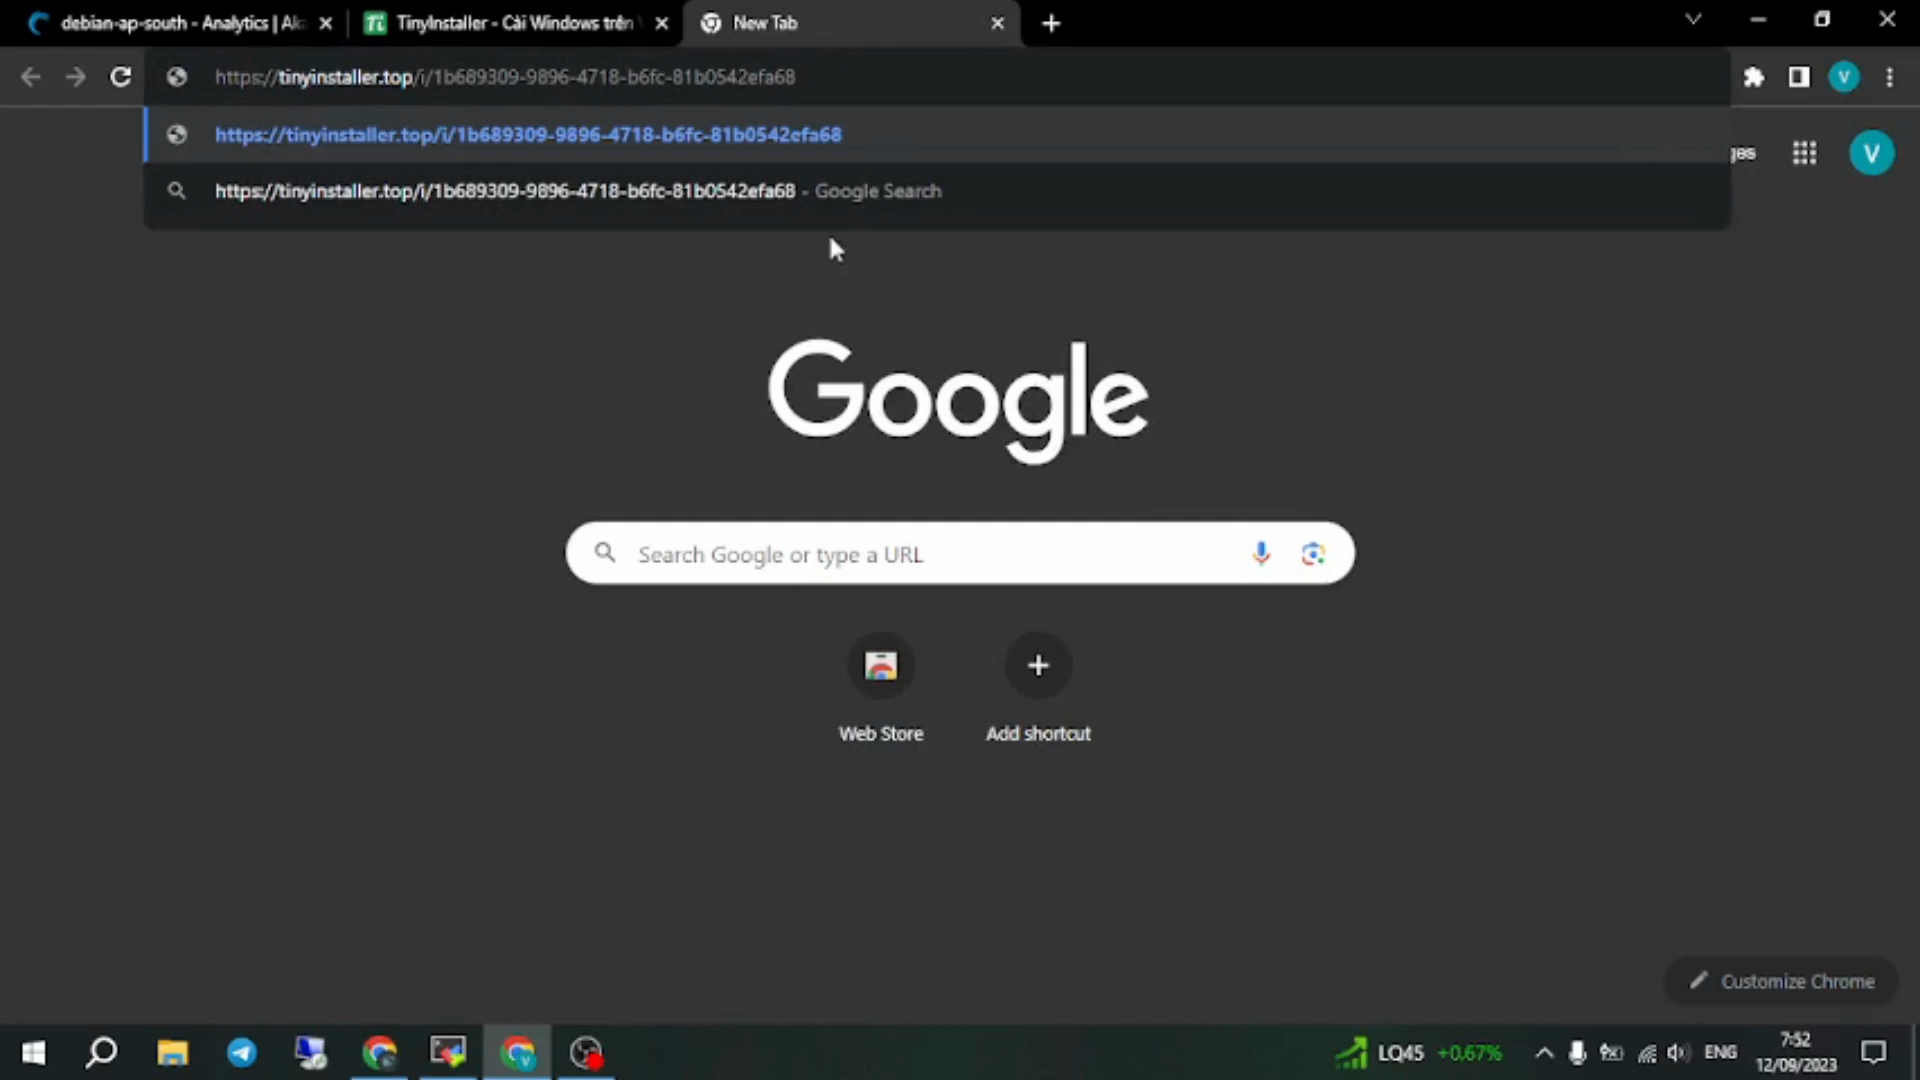 debian-ap-south - Analytics | Ak
TinyInstaller - Cài Windows trên
New Tab
https://tinyinstaller.top/i/1b689309-9896-4718-b6fc-81b0542efa68
V
https://tinyinstaller.top/i/1b689309-9896-4718-b6fc-81b0542efa68
https://tinyinstaller.top/i/1b689309-9896-4718-b6fc-81b0542efa68 - Google Search
ges
V
Google
Search Google or type a URL
Web Store
Add shortcut
Customize Chrome
LQ45 +0.67%
ENG
7:52
12/09/2023